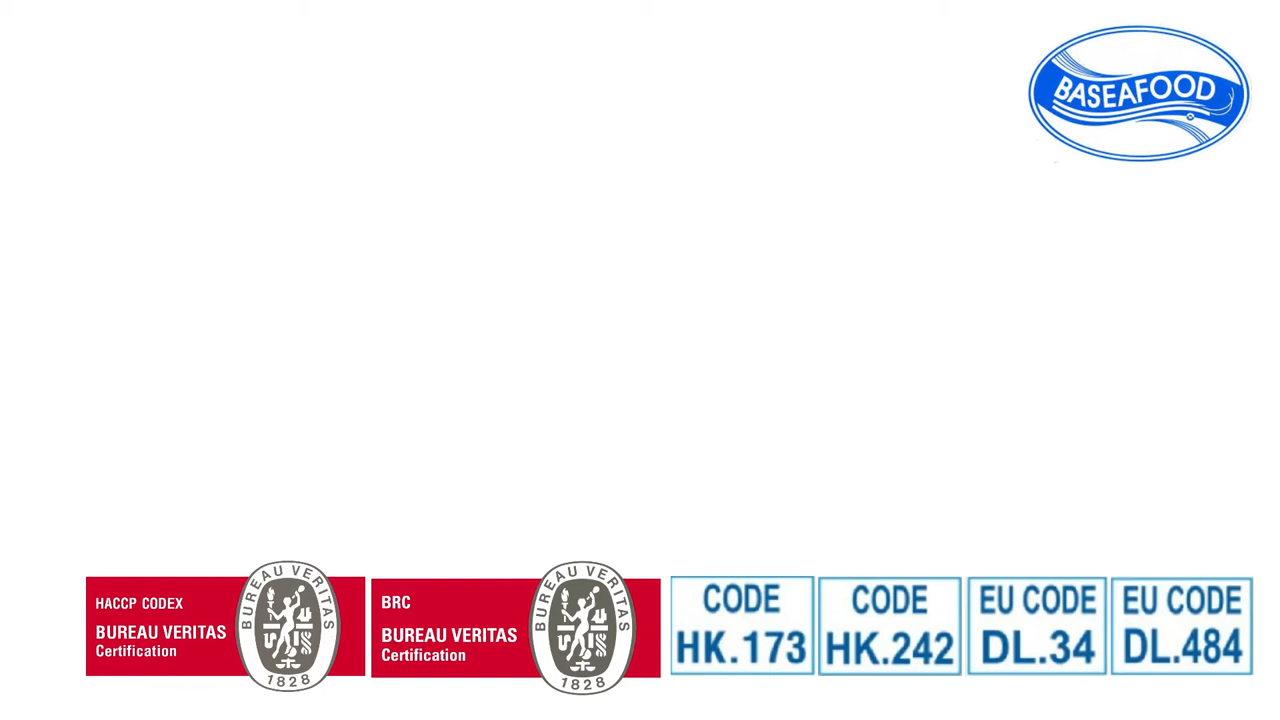 BASEAFOOD
HACCP CODEX
BUREAU VERITAS
Certification
BUREAU VERITAS
1828
BRC
BUREAU VERITAS
Certification
BUREAU VERITAS
1828
CODE
HK.173
CODE
HK.242
EU CODE
DL.34
EU CODE
DL.484